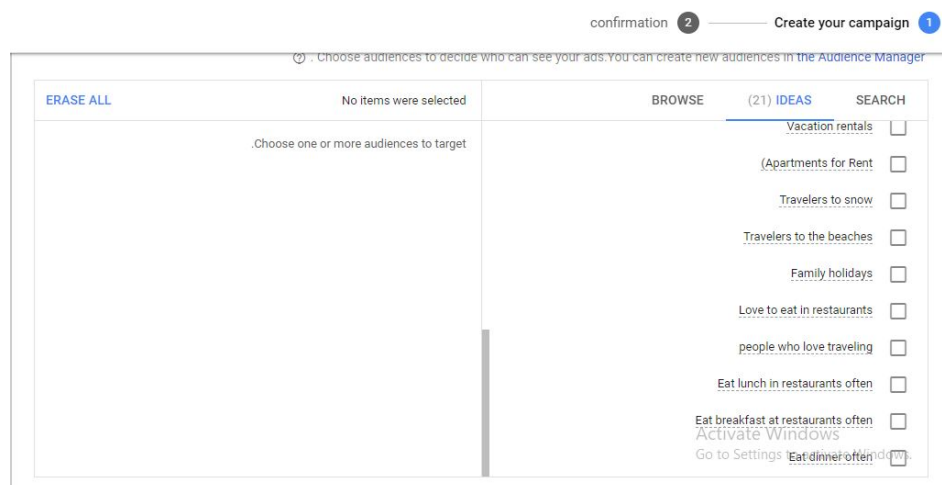 confirmation 2 Create your campaign 1
. Choose audiences to decide who can see your ads.You can create new audiences in the Audience Manager
ERASE ALL No items were selected BROWSE (21) IDEAS SEARCH
.Choose one or more audiences to target
Vacation rentals
(Apartments for Rent
Travelers to snow
Travelers to the beaches
Family holidays
Love to eat in restaurants
people who love traveling
Eat lunch in restaurants often
Eat breakfast at restaurants often
Activate Windows
Go to Settings to activate Windows.
Eat dinner often